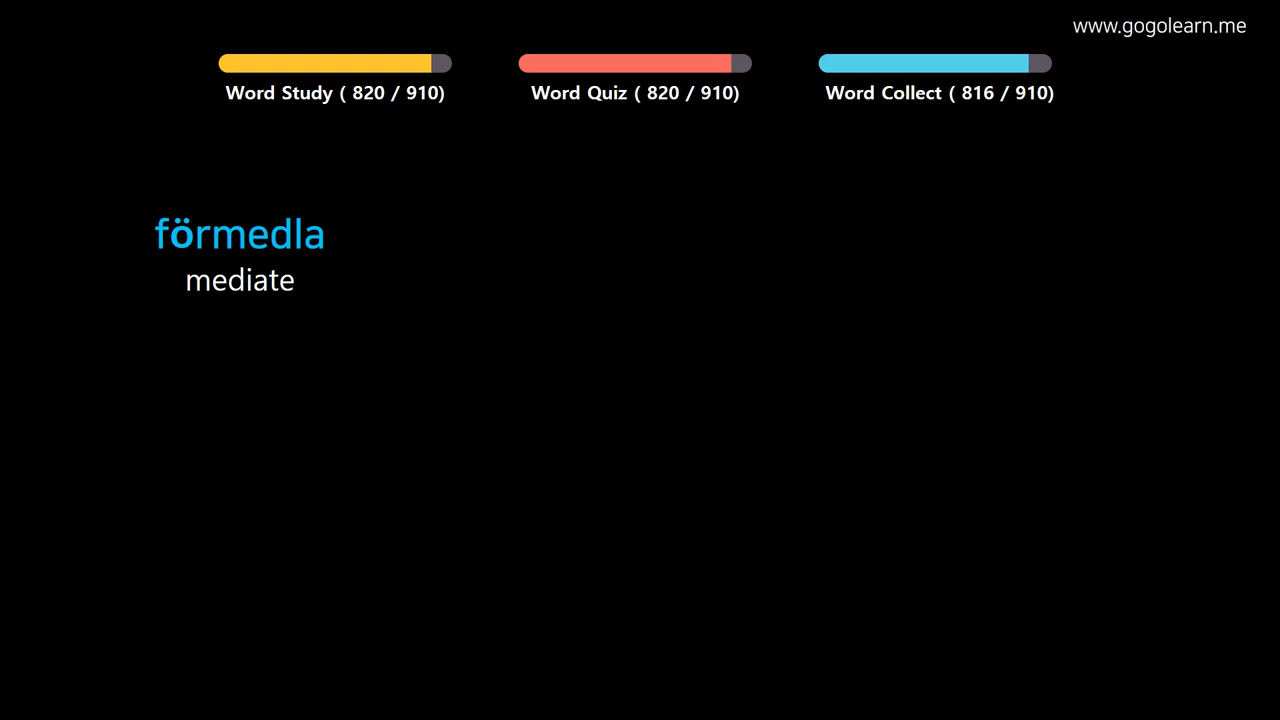 www.gogolearn.me
Word Study ( 820 / 910)
Word Quiz ( 820 / 910)
Word Collect ( 816 / 910)
förmedla
mediate